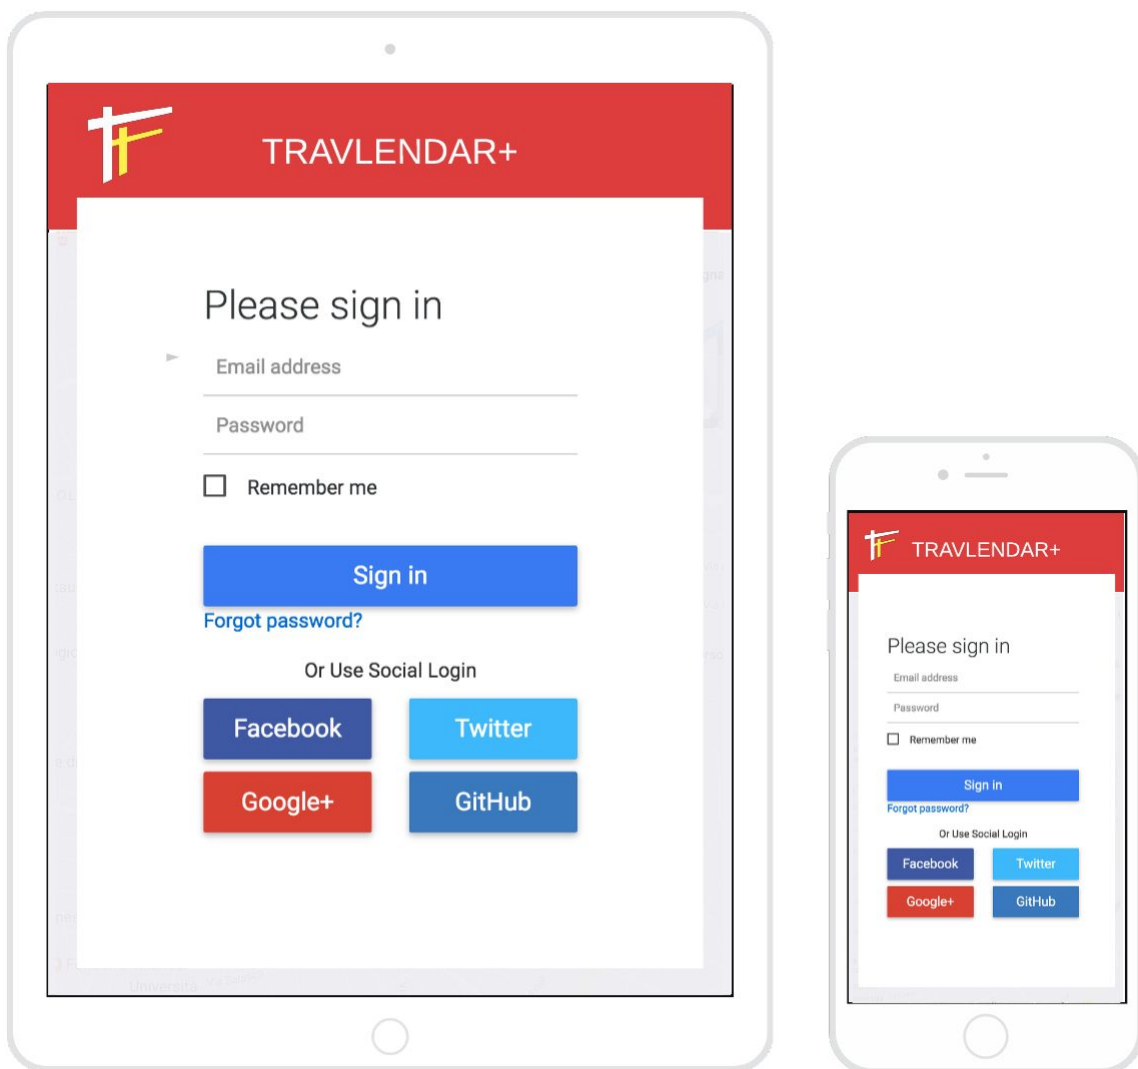 TRAVLENDAR+
Please sign in
Email address
Password
Remember me
Sign in
Forgot password?
Or Use Social Login
Facebook Twitter
Google+ GitHub
Università
TRAVLENDAR+
Please sign in
Email address
Password
Remember me
Sign in
Forgot password?
Or Use Social Login
Facebook Twitter
Google+ GitHub